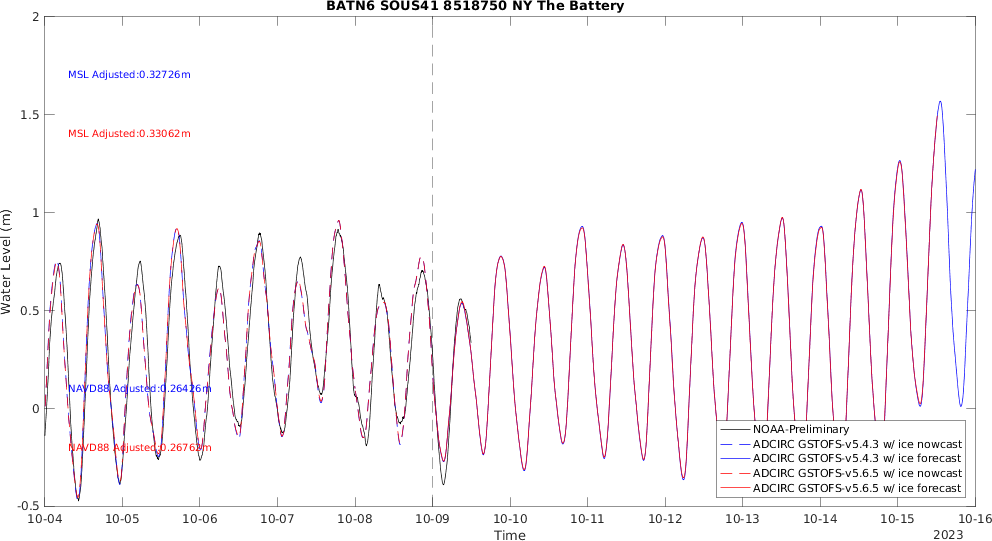 BATN6 SOUS41 8518750 NY The Battery
2
1.5
1
0.5
0
-0.5
Water Level (m)
MSL Adjusted:0.32726m
MSL Adjusted:0.33062m
NAVD88 Adjusted:0.26426m
NAVD88 Adjusted:0.26762m
NOAA-Preliminary
ADCIRC GSTOFS-v5.4.3 w/ ice nowcast
ADCIRC GSTOFS-v5.4.3 w/ ice forecast
ADCIRC GSTOFS-v5.6.5 w/ ice nowcast
ADCIRC GSTOFS-v5.6.5 w/ ice forecast
10-04 10-05 10-06 10-07 10-08 10-09 10-10 10-11 10-12 10-13 10-14 10-15 10-16
Time
2023